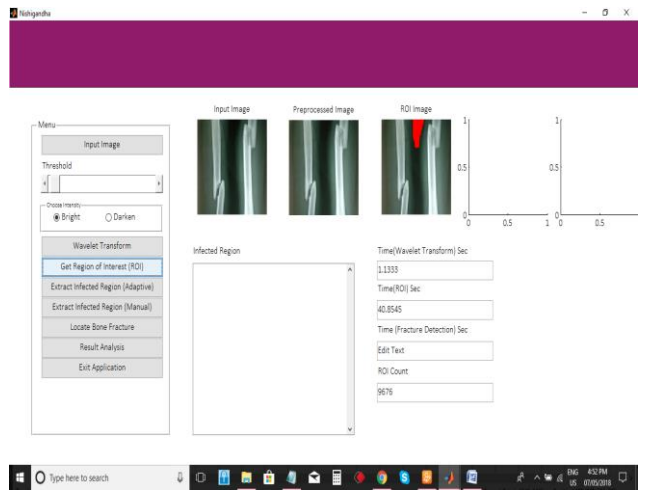 Nishigandha
Input Image
Preprocessed Image
ROI Image
Menu
Input Image
Threshold
Choose Intensity
Bright
Darken
Wavelet Transform
Get Region of Interest (ROI)
Extract Infected Region (Adaptive)
Extract Infected Region (Manual)
Locate Bone Fracture
Result Analysis
Exit Application
1
0.5
0
0.5
1
1
0.5
0
0.5
Infected Region
Time(Wavelet Transform) Sec
1.1333
Time(ROI) Sec
40.8545
Time (Fracture Detection) Sec
Edit Text
ROI Count
9676
Type here to search
ENG
US
4:52 PM
07/05/2018